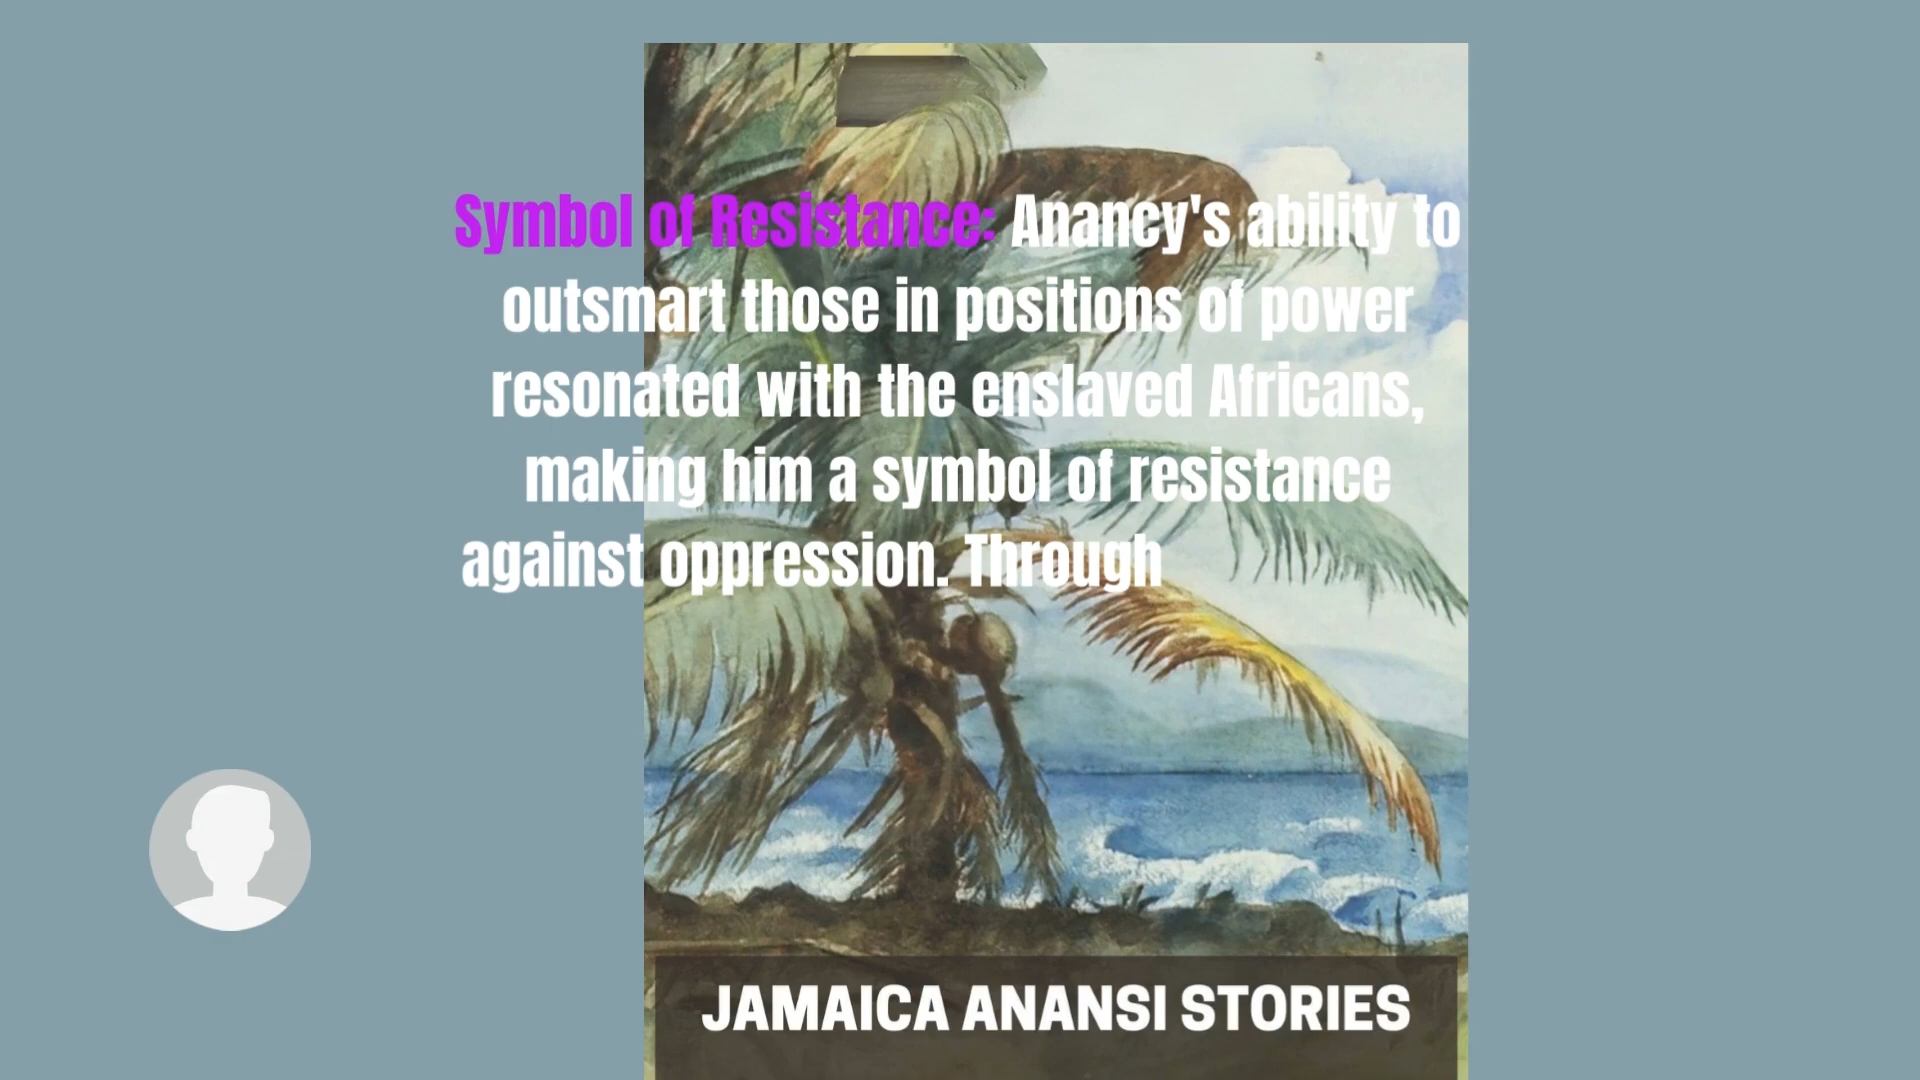 Symbol of Resistance: Anancy's ability to
outsmart those in positions of power
resonated with the enslaved Africans,
making him a symbol of resistance
against oppression. Through
JAMAICA ANANSI STORIES